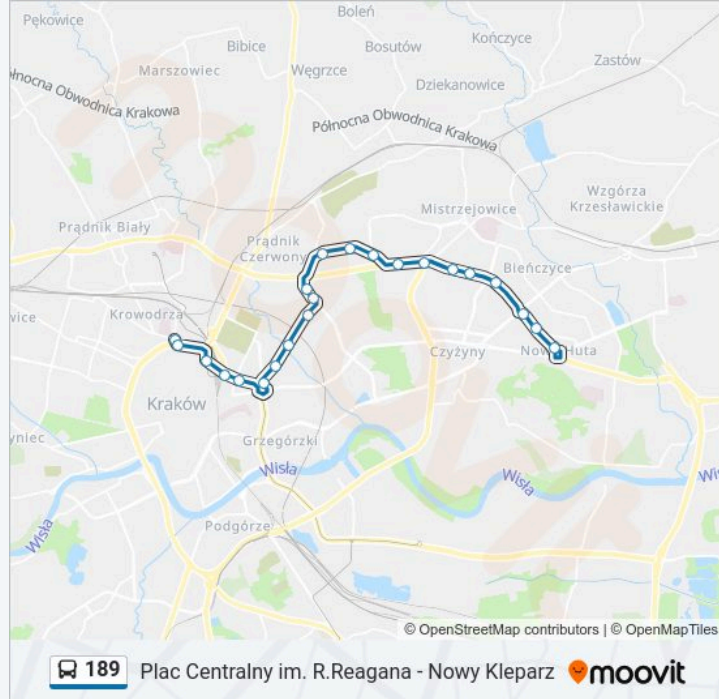 Pękowice
Boleń
Bibice
Bosutów
Kończyce
Marszowiec
Węgrzce
Zastów
Dziekanowice
ółnocna Obwodnica Krakowa
Północna Obwodnica Krakowa
Wzgórza
Krzesławickie
Mistrzejowice
Prądnik Biały
Prądnik
Czerwony
Bieńczyce
wice
Krowodrza
Czyżyny
Nowa Huta
Kraków
yniec
Grzegórzki
Wisła
Wisła
Wis
Wisła
Podgórze
© OpenStreetMap contributors | © OpenMapTiles
189 Plac Centralny im. R.Reagana - Nowy Kleparz moovit